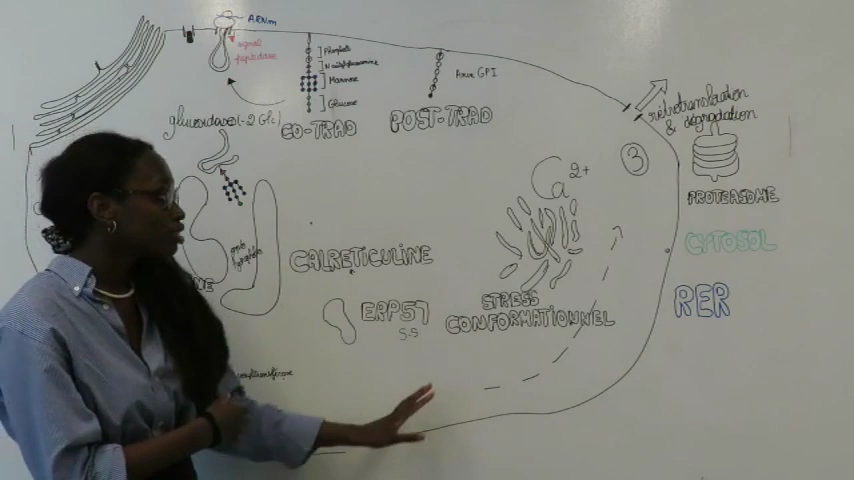 ARNm
signal
peptidase
Phosphate
N acétylglucosamine
Mannose
Glucose
Ancre GPI
glucosidase (-2 Glc)
CO-TRAD
POST-TRAD
rétrotranslocation
& dégradation
3
Ca2+
PROTEASOME
CYTOSOL
CALRETICULINE
ERP57
S-S
STRESS
CONFORMATIONNEL
RER